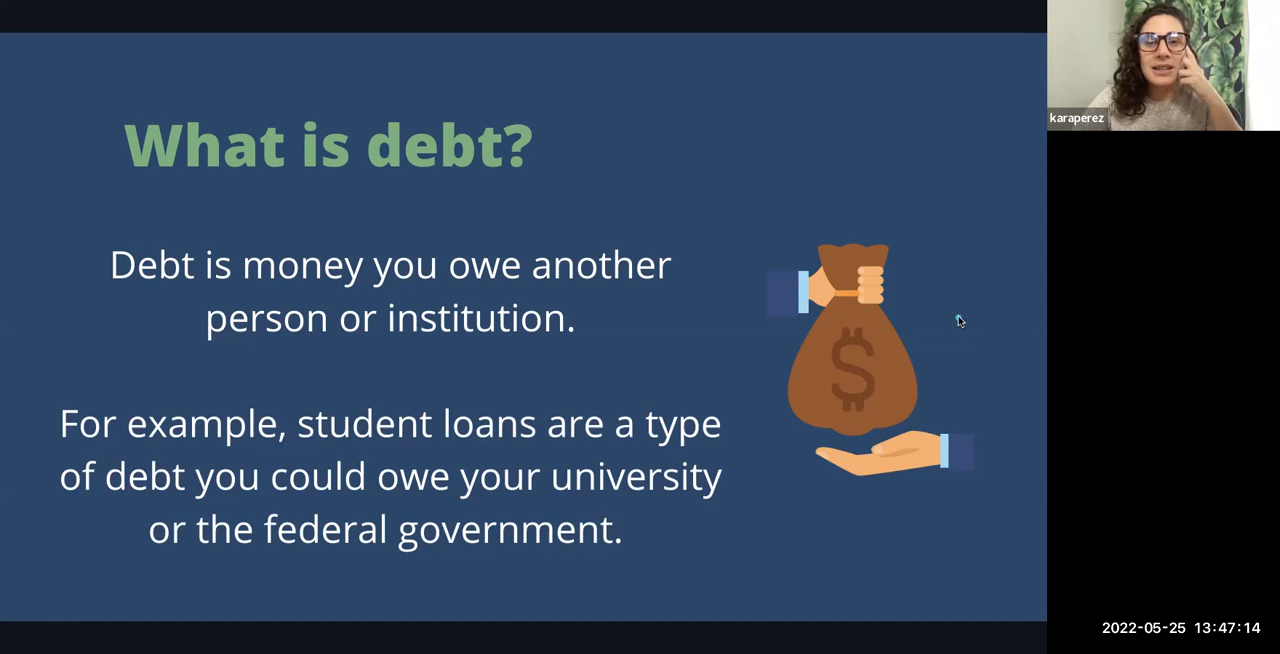 What is debt?
Debt is money you owe another
person or institution.
For example, student loans are a type
of debt you could owe your university
or the federal government.
$
karaperez
2022-05-25 13:47:14